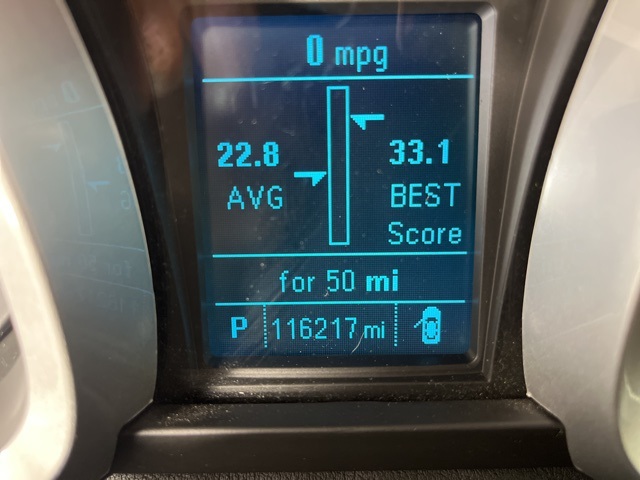 0 mpg
22.8 33.1
AVG BEST
Score
for 50 mi
P 116217 mi